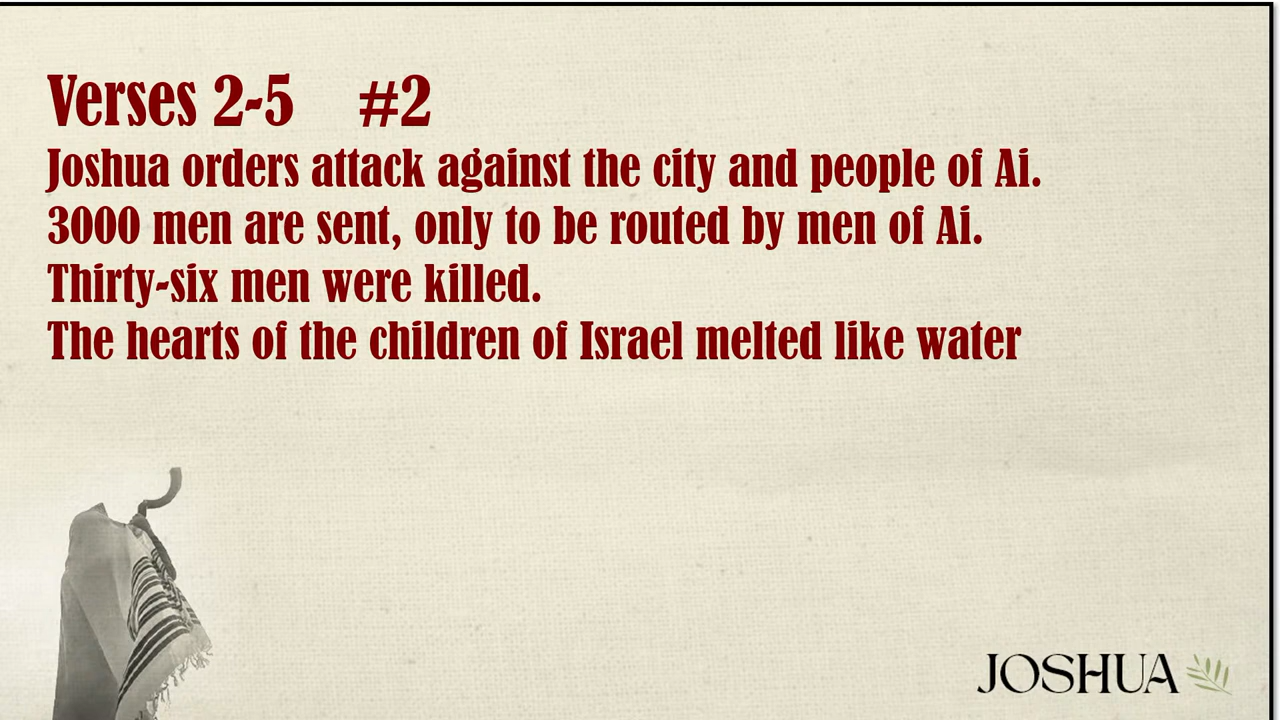 Verses 2-5 #2
Joshua orders attack against the city and people of Ai.
3000 men are sent, only to be routed by men of Ai.
Thirty-six men were killed.
The hearts of the children of Israel melted like water
JOSHUA